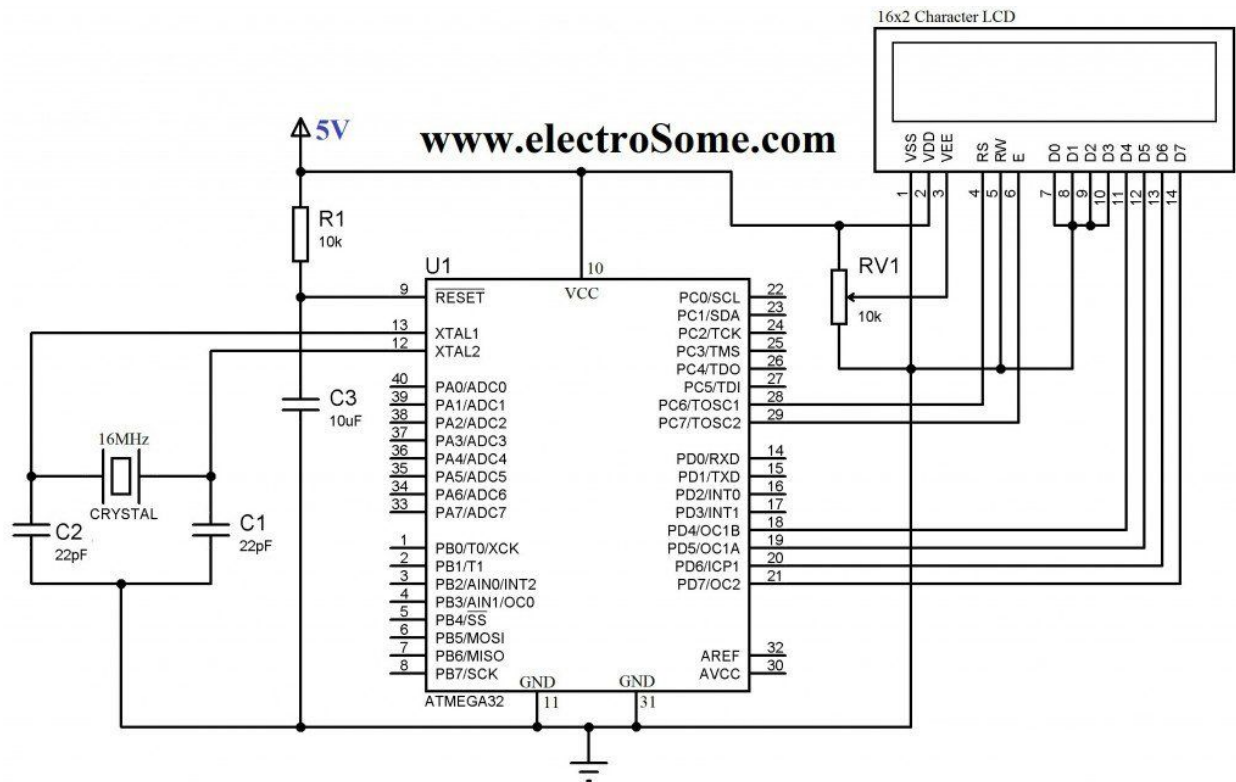 16x2 Character LCD
5V
www.electroSome.com
VSS VDD VEE RS RW E D0 D1 D2 D3 D4 D5 D6 D7
1 2 3 4 5 6 7 8 9 10 11 12 13 14
R1
10k
RV1
10k
U1
10
VCC
9 RESET
13 XTAL1
12 XTAL2
40 PA0/ADC0
39 PA1/ADC1
38 PA2/ADC2
37 PA3/ADC3
36 PA4/ADC4
35 PA5/ADC5
34 PA6/ADC6
33 PA7/ADC7
1 PB0/T0/XCK
2 PB1/T1
3 PB2/AIN0/INT2
4 PB3/AIN1/OC0
5 PB4/SS
6 PB5/MOSI
7 PB6/MISO
8 PB7/SCK
PC0/SCL 22
PC1/SDA 23
PC2/TCK 24
PC3/TMS 25
PC4/TDO 26
PC5/TDI 27
PC6/TOSC1 28
PC7/TOSC2 29
PD0/RXD 14
PD1/TXD 15
PD2/INT0 16
PD3/INT1 17
PD4/OC1B 18
PD5/OC1A 19
PD6/ICP1 20
PD7/OC2 21
AREF 32
AVCC 30
GND GND
ATMEGA32
11 31
C3
10uF
16MHz
CRYSTAL
C2
22pF
C1
22pF